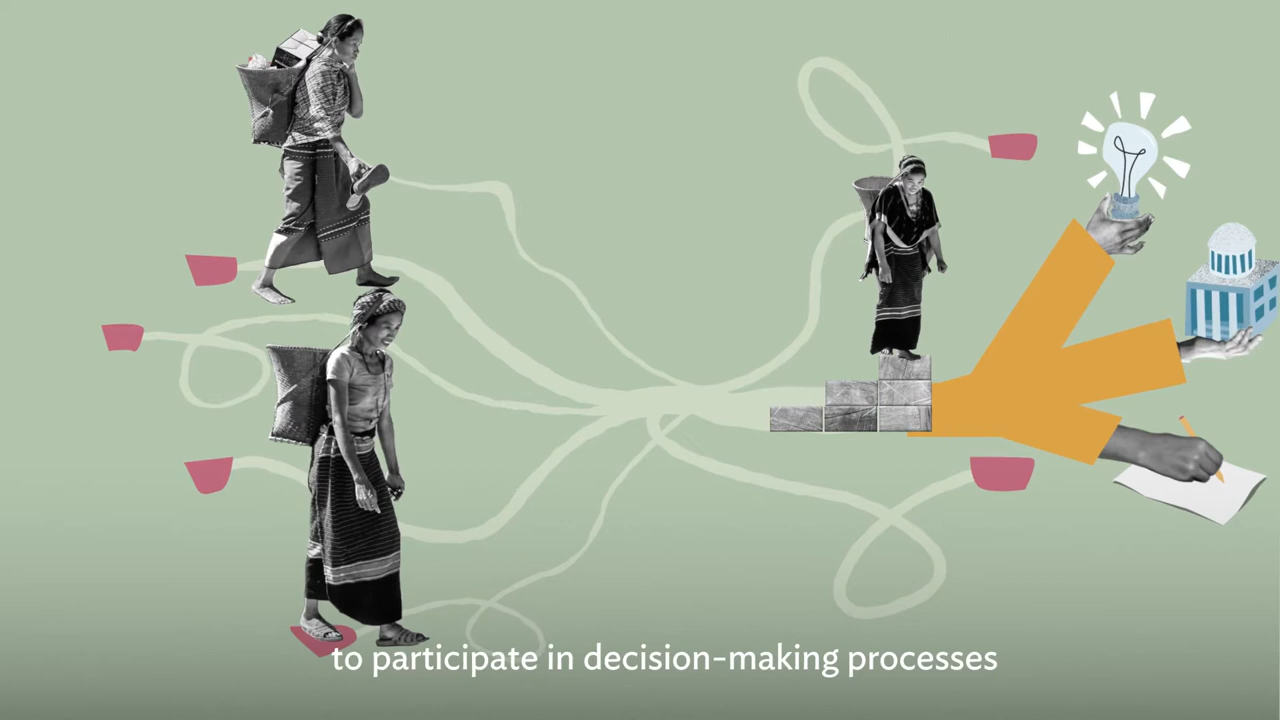 to participate in decision-making processes